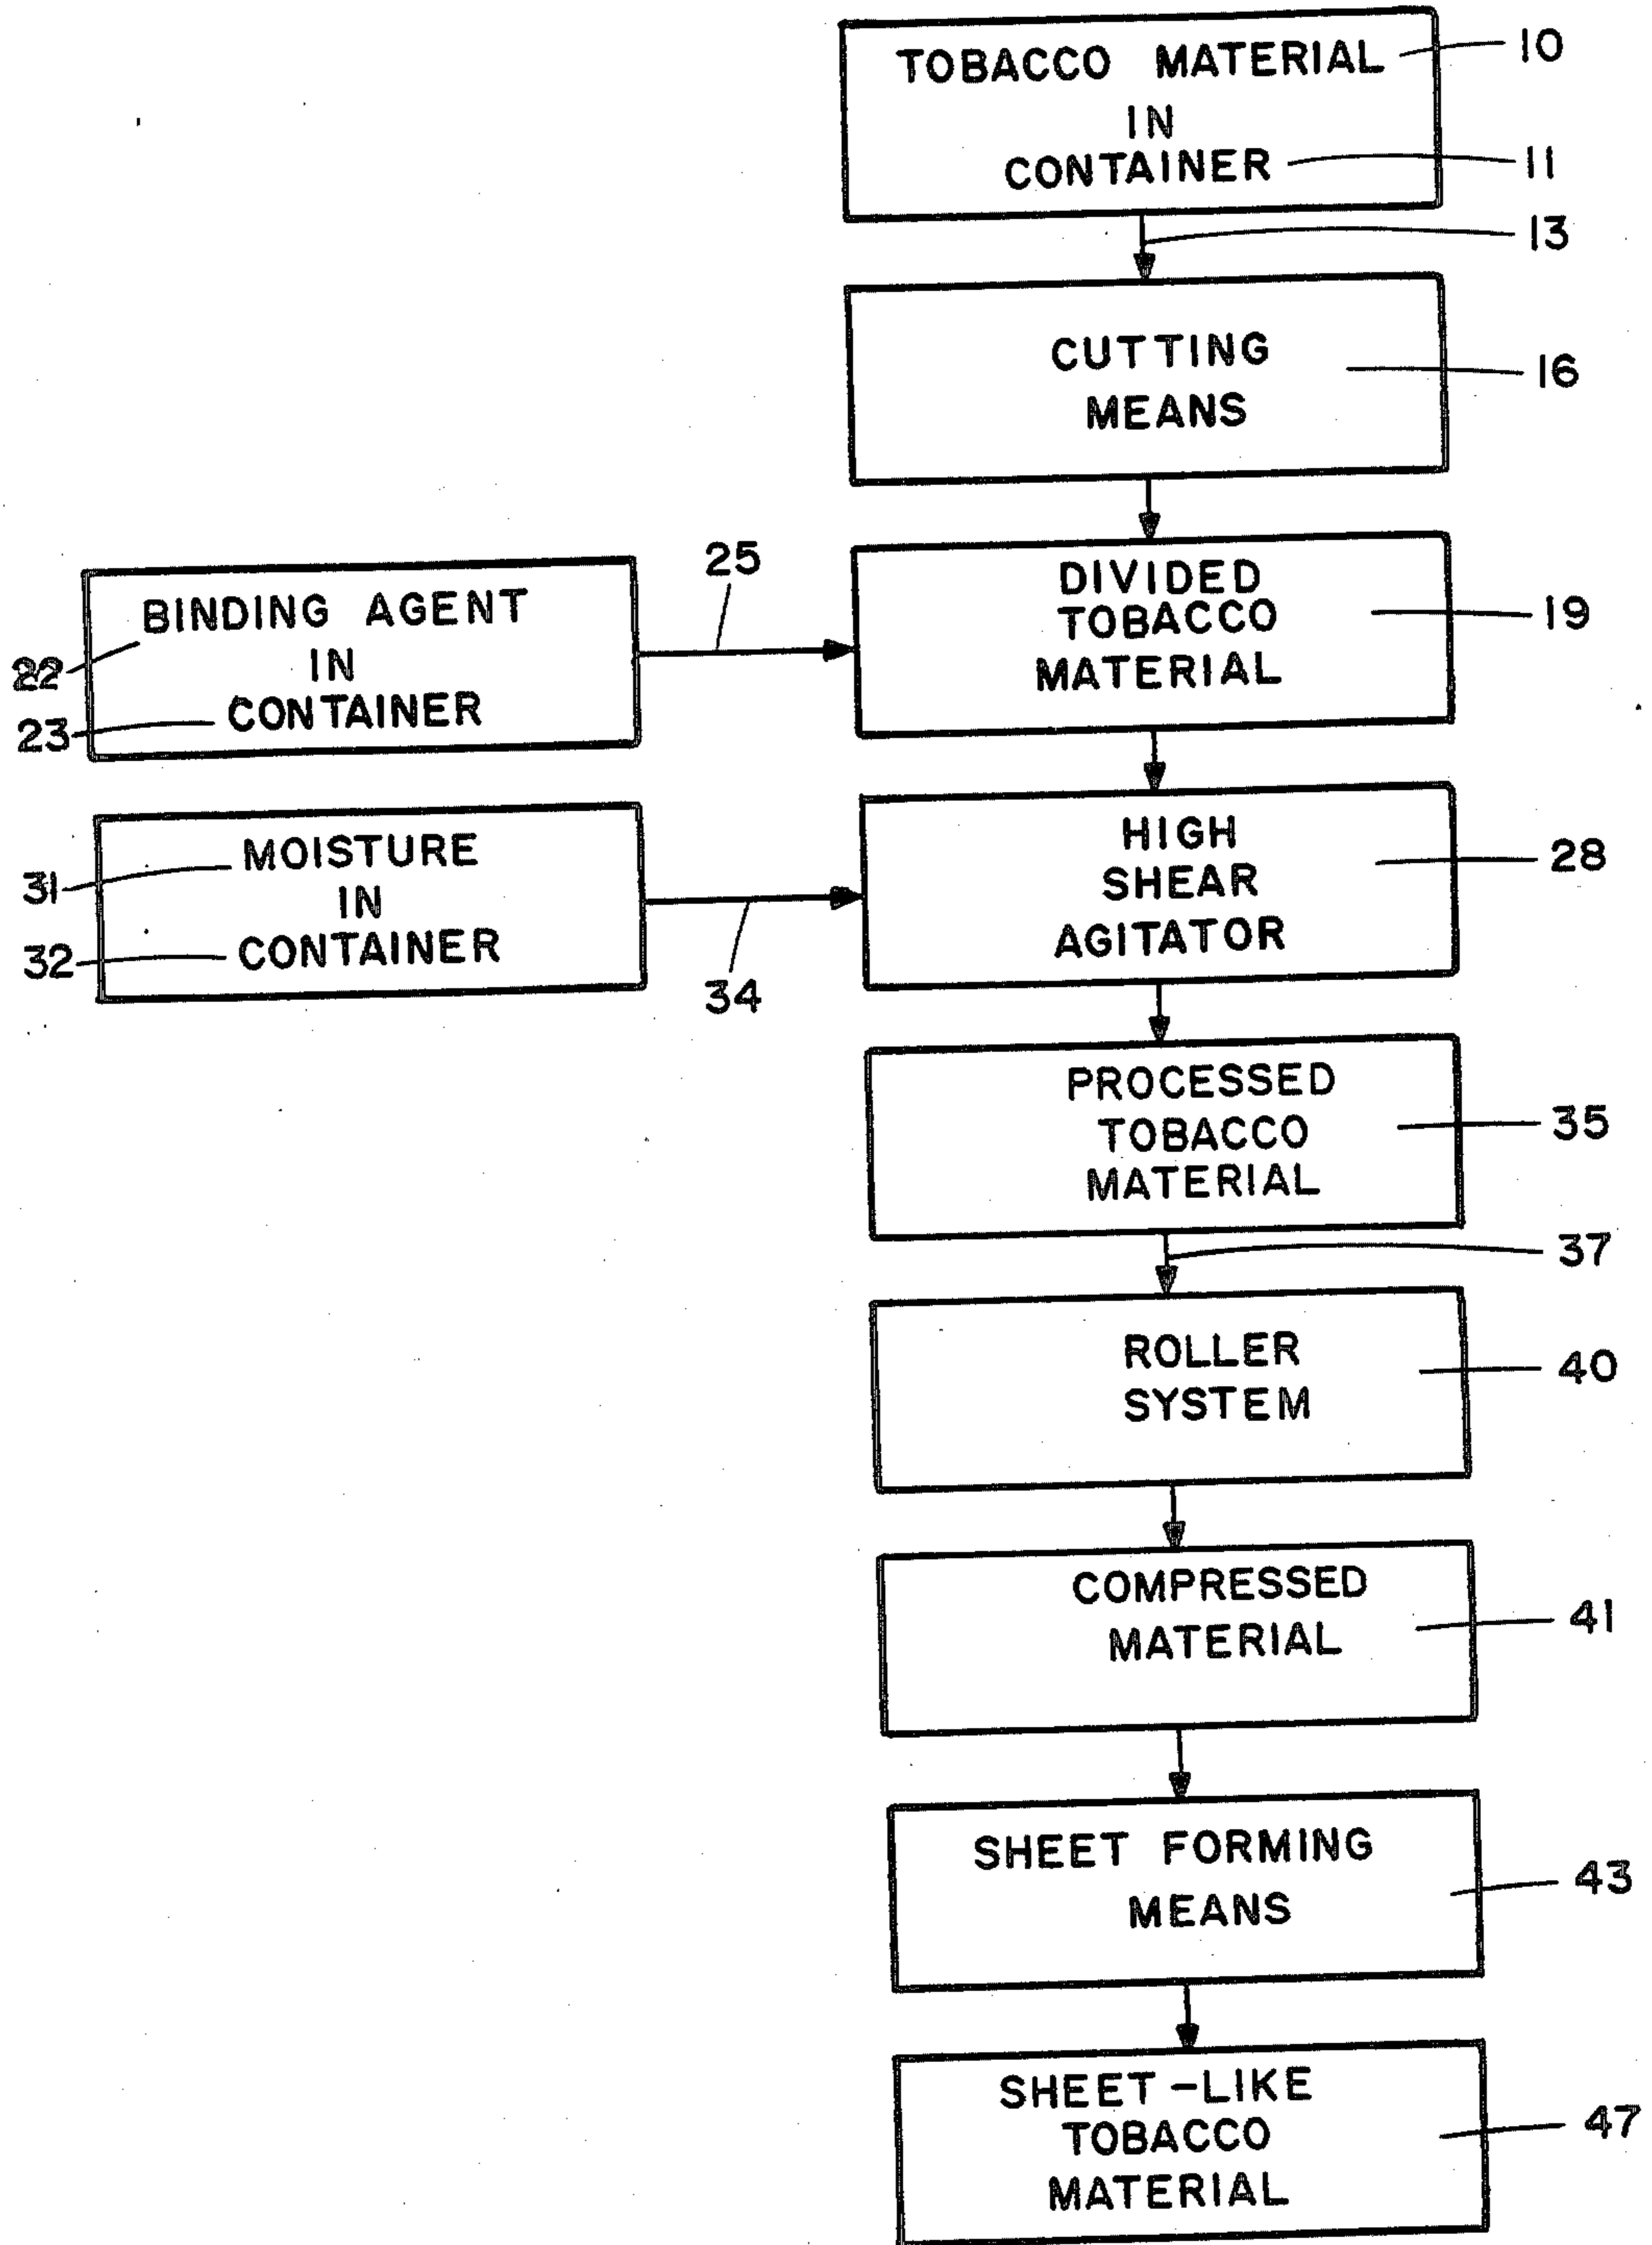 TOBACCO MATERIAL 10
IN
CONTAINER 11
13
CUTTING 16
MEANS
25
DIVIDED
TOBACCO 19
MATERIAL
BINDING AGENT
22 IN
23 CONTAINER
MOISTURE
31 IN
32 CONTAINER
34
HIGH
SHEAR 28
AGITATOR
PROCESSED
TOBACCO 35
MATERIAL
37
ROLLER 40
SYSTEM
COMPRESSED
MATERIAL 41
SHEET FORMING 43
MEANS
SHEET-LIKE
TOBACCO 47
MATERIAL